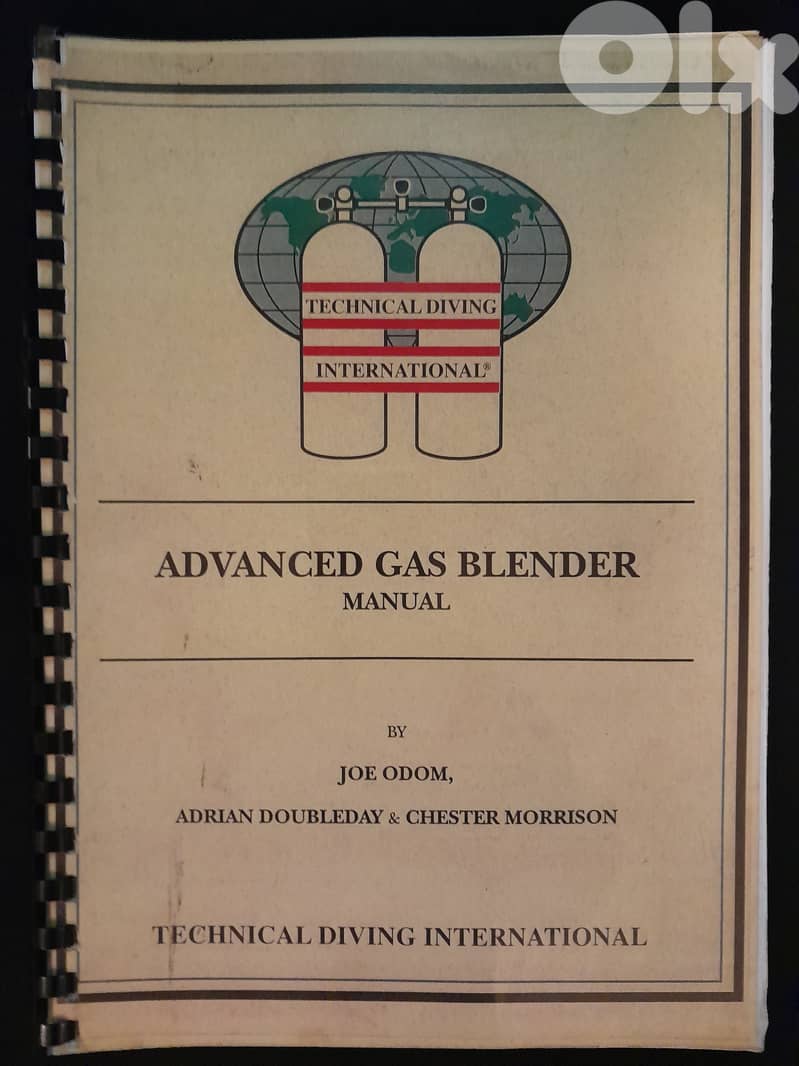 olx
TECHNICAL DIVING
INTERNATIONAL®
ADVANCED GAS BLENDER
MANUAL
BY
JOE ODOM,
ADRIAN DOUBLEDAY & CHESTER MORRISON
TECHNICAL DIVING INTERNATIONAL